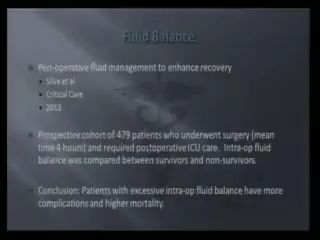 Fluid Balance
Peri-operative fluid management to enhance recovery
Silva et al
Critical Care
2013
Prospective cohort of 479 patients who underwent surgery (mean
time 4 hours) and required postoperative ICU care. Intra-op fluid
balance was compared between survivors and non-survivors.
Conclusion: Patients with excessive intra-op fluid balance have more
complications and higher mortality.